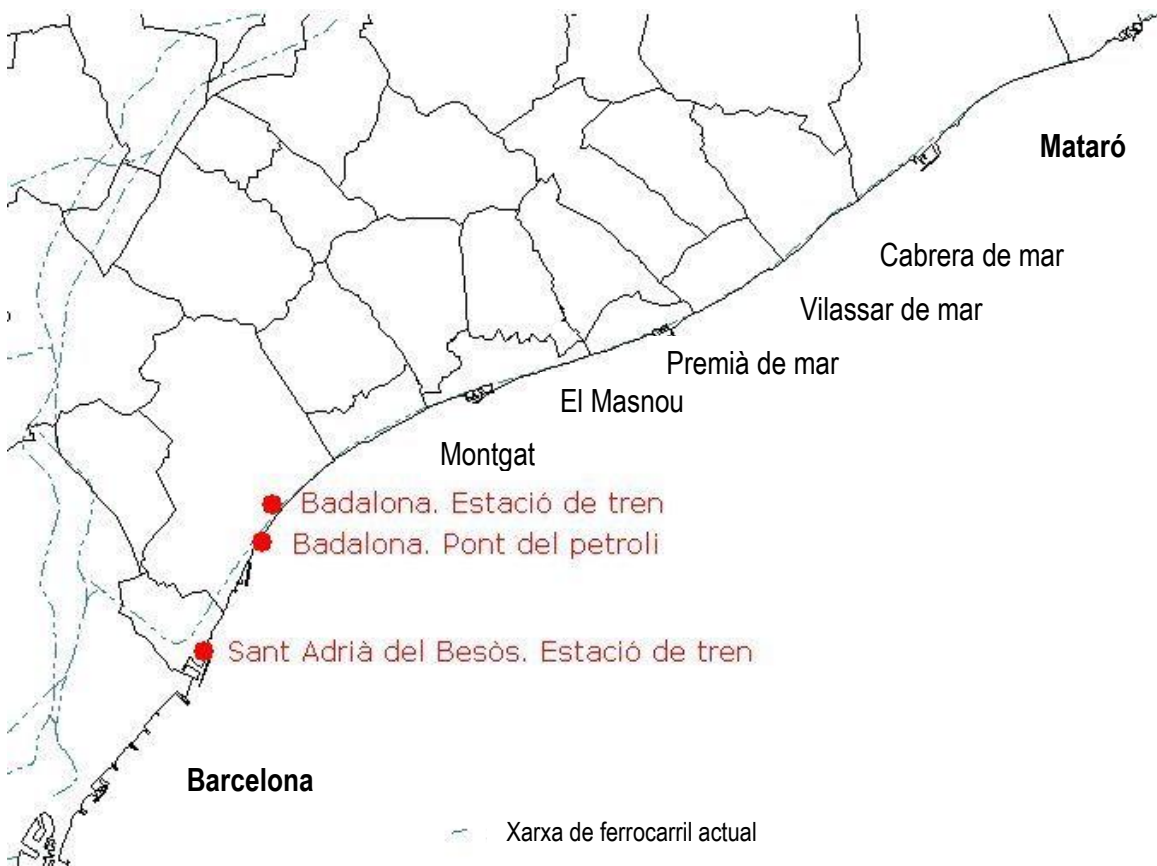 Mataró
Cabrera de mar
Vilassar de mar
Premià de mar
El Masnou
Montgat
Badalona. Estació de tren
Badalona. Pont del petroli
Sant Adrià del Besòs. Estació de tren
Barcelona
Xarxa de ferrocarril actual